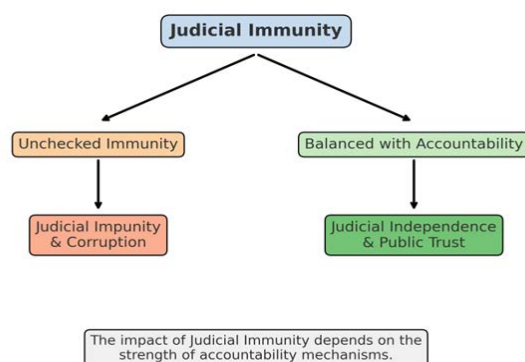 Judicial Immunity
Unchecked Immunity
Balanced with Accountability
Judicial Impunity
& Corruption
Judicial Independence
& Public Trust
The impact of Judicial Immunity depends on the
strength of accountability mechanisms.